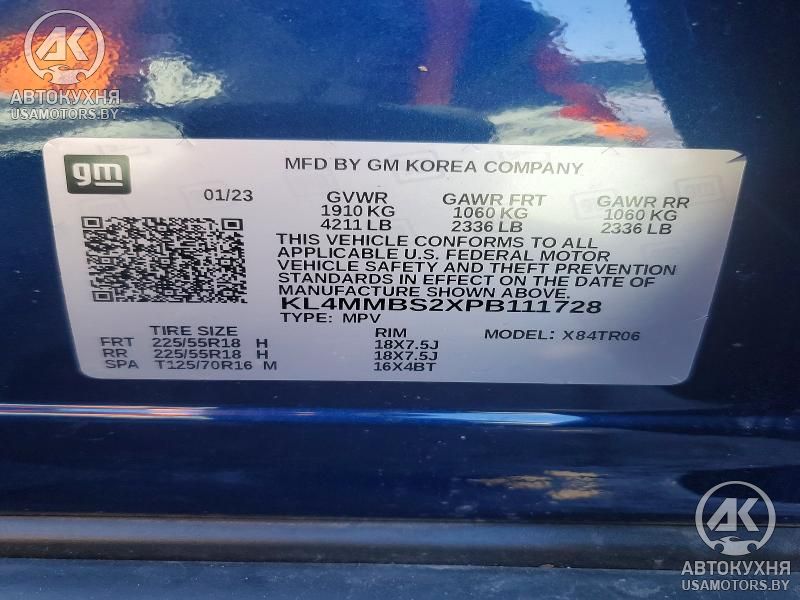 AK
АВТОКУХНЯ
USAMOTORS.BY
gm
MFD BY GM KOREA COMPANY
01/23 GVWR GAWR FRT GAWR RR
1910 KG 1060 KG 1060 KG
4211 LB 2336 LB 2336 LB
THIS VEHICLE CONFORMS TO ALL
APPLICABLE U.S. FEDERAL MOTOR
VEHICLE SAFETY AND THEFT PREVENTION
STANDARDS IN EFFECT ON THE DATE OF
MANUFACTURE SHOWN ABOVE.
KL4MMBS2XPB111728
TYPE: MPV
TIRE SIZE RIM MODEL: X84TR06
FRT 225/55R18 H 18X7.5J
RR 225/55R18 H 18X7.5J
SPA T125/70R16 M 16X4BT
AK
АВТОКУХНЯ
USAMOTORS.BY